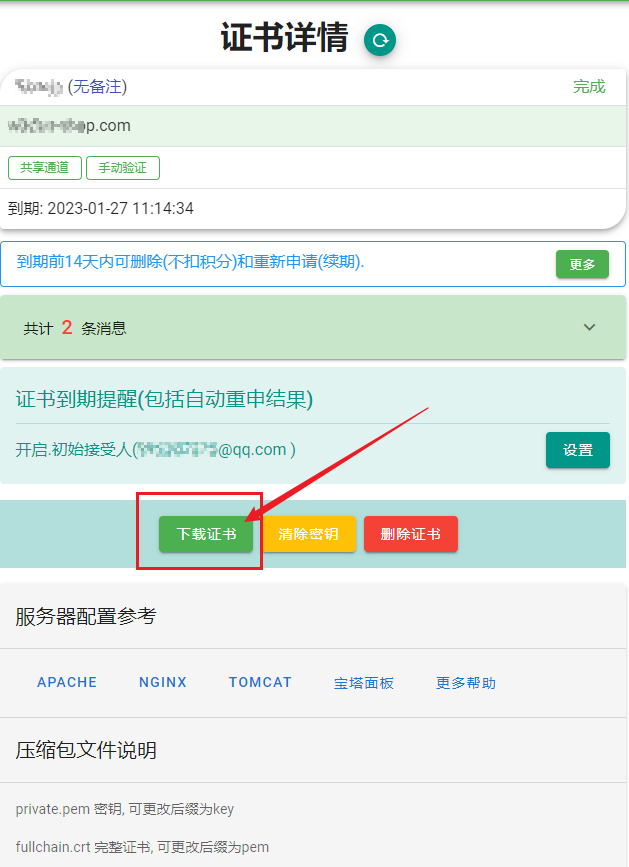 证书详情
(无备注)
完成
p.com
共享通道 手动验证
到期: 2023-01-27 11:14:34
到期前14天内可删除(不扣积分)和重新申请(续期).
更多
共计 2 条消息
证书到期提醒(包括自动重申结果)
开启.初始接受人( @qq.com )
设置
下载证书 清除密钥 删除证书
服务器配置参考
APACHE NGINX TOMCAT 宝塔面板 更多帮助
压缩包文件说明
private.pem 密钥, 可更改后缀为key
fullchain.crt 完整证书, 可更改后缀为pem